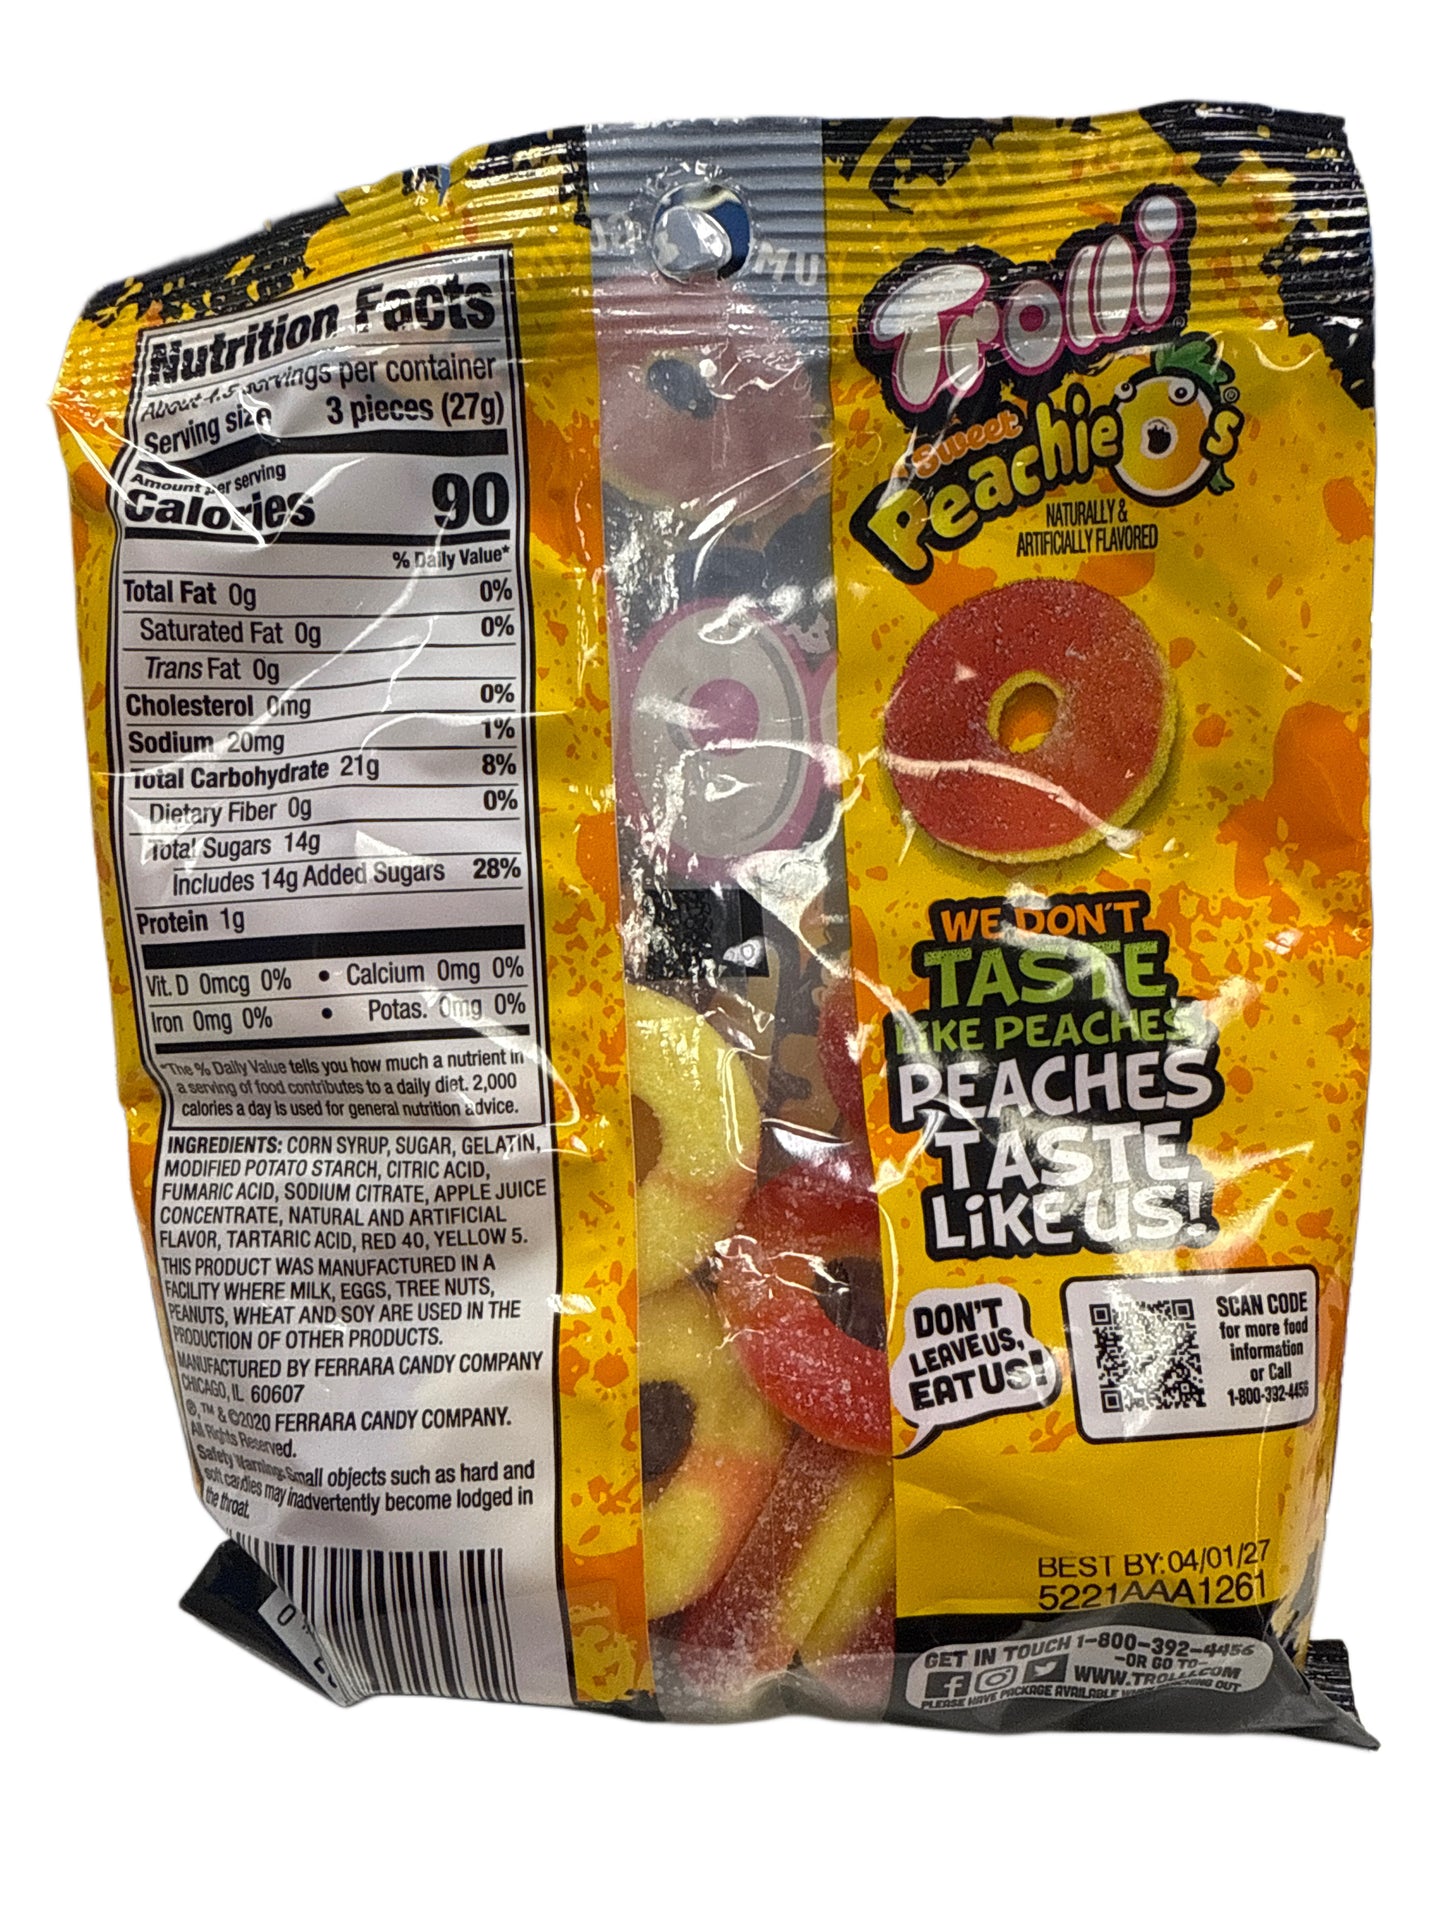 Nutrition Facts
About 4.5 servings per container
Serving size 3 pieces (27g)
Amount per serving
Calories 90
% Daily Value*
Total Fat 0g 0%
Saturated Fat 0g 0%
Trans Fat 0g
Cholesterol 0mg 0%
Sodium 20mg 1%
Total Carbohydrate 21g 8%
Dietary Fiber 0g 0%
Total Sugars 14g
Includes 14g Added Sugars 28%
Protein 1g
Vit. D 0mcg 0% • Calcium 0mg 0%
Iron 0mg 0% • Potas. 0mg 0%
*The % Daily Value tells you how much a nutrient in
a serving of food contributes to a daily diet. 2,000
calories a day is used for general nutrition advice.
INGREDIENTS: CORN SYRUP, SUGAR, GELATIN,
MODIFIED POTATO STARCH, CITRIC ACID,
FUMARIC ACID, SODIUM CITRATE, APPLE JUICE
CONCENTRATE, NATURAL AND ARTIFICIAL
FLAVOR, TARTARIC ACID, RED 40, YELLOW 5.
THIS PRODUCT WAS MANUFACTURED IN A
FACILITY WHERE MILK, EGGS, TREE NUTS,
PEANUTS, WHEAT AND SOY ARE USED IN THE
PRODUCTION OF OTHER PRODUCTS.
MANUFACTURED BY FERRARA CANDY COMPANY
CHICAGO, IL 60607
®, ™ & ©2020 FERRARA CANDY COMPANY.
All Rights Reserved.
Safety Warning: Small objects such as hard and
soft candies may inadvertently become lodged in
the throat.
Trolli
Sweet
PeachieO's
NATURALLY &
ARTIFICIALLY FLAVORED
WE DON'T
TASTE
LIKE PEACHES,
PEACHES
TASTE
LiKE US!
DON'T
LEAVE US,
EAT US!
SCAN CODE
for more food
information
or Call
1-800-392-4456
BEST BY:04/01/27
5221AAA1261
GET IN TOUCH 1-800-392-4456
-OR GO TO-
WWW.TROLLI.COM
PLEASE HAVE PACKAGE AVAILABLE WHEN REACHING OUT